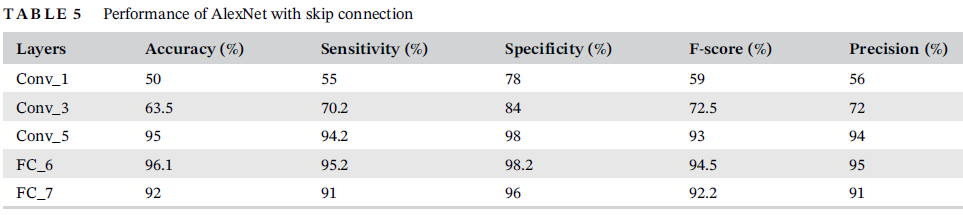 TABLE 5 Performance of AlexNet with skip connection
Layers Accuracy (%) Sensitivity (%) Specificity (%) F-score (%) Precision (%)
Conv_1 50 55 78 59 56
Conv_3 63.5 70.2 84 72.5 72
Conv_5 95 94.2 98 93 94
FC_6 96.1 95.2 98.2 94.5 95
FC_7 92 91 96 92.2 91